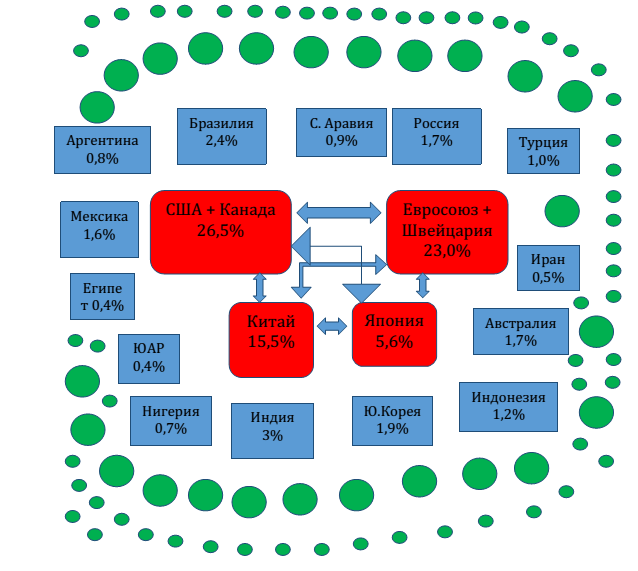 Бразилия
2,4%
С. Аравия
0,9%
Россия
1,7%
Аргентина
0,8%
Турция
1,0%
США + Канада
26,5%
Евросоюз +
Швейцария
23,0%
Мексика
1,6%
Иран
0,5%
Египе
т 0,4%
Китай
15,5%
Япония
5,6%
Австралия
1,7%
ЮАР
0,4%
Индонезия
1,2%
Нигерия
0,7%
Индия
3%
Ю.Корея
1,9%